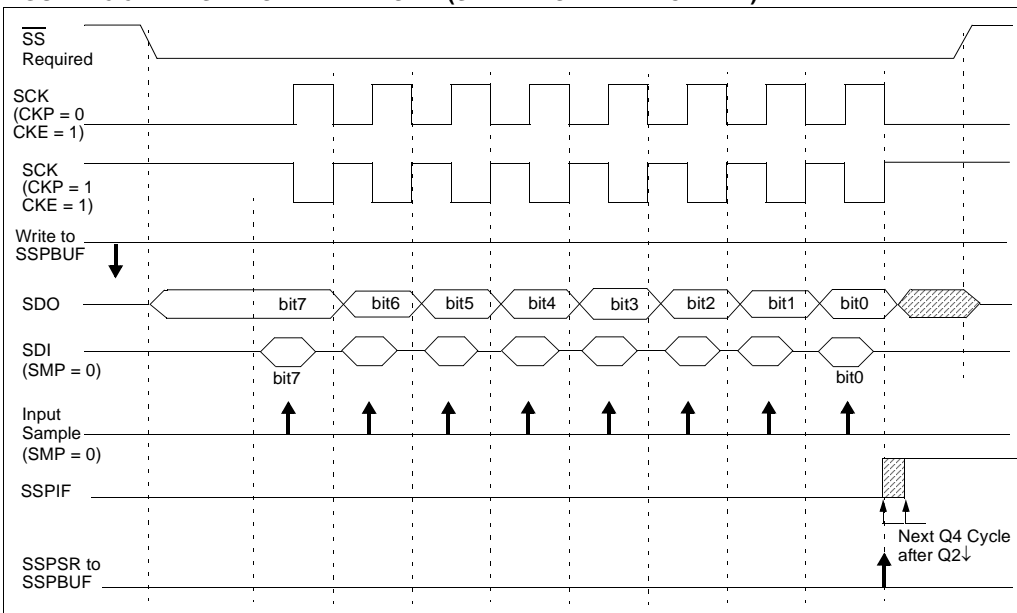 SS
Required
SCK
(CKP = 0
CKE = 1)
SCK
(CKP = 1
CKE = 1)
Write to
SSPBUF
SDO
bit7 bit6 bit5 bit4 bit3 bit2 bit1 bit0
SDI
(SMP = 0)
bit7 bit0
Input
Sample
(SMP = 0)
SSPIF
Next Q4 Cycle
after Q2↓
SSPSR to
SSPBUF